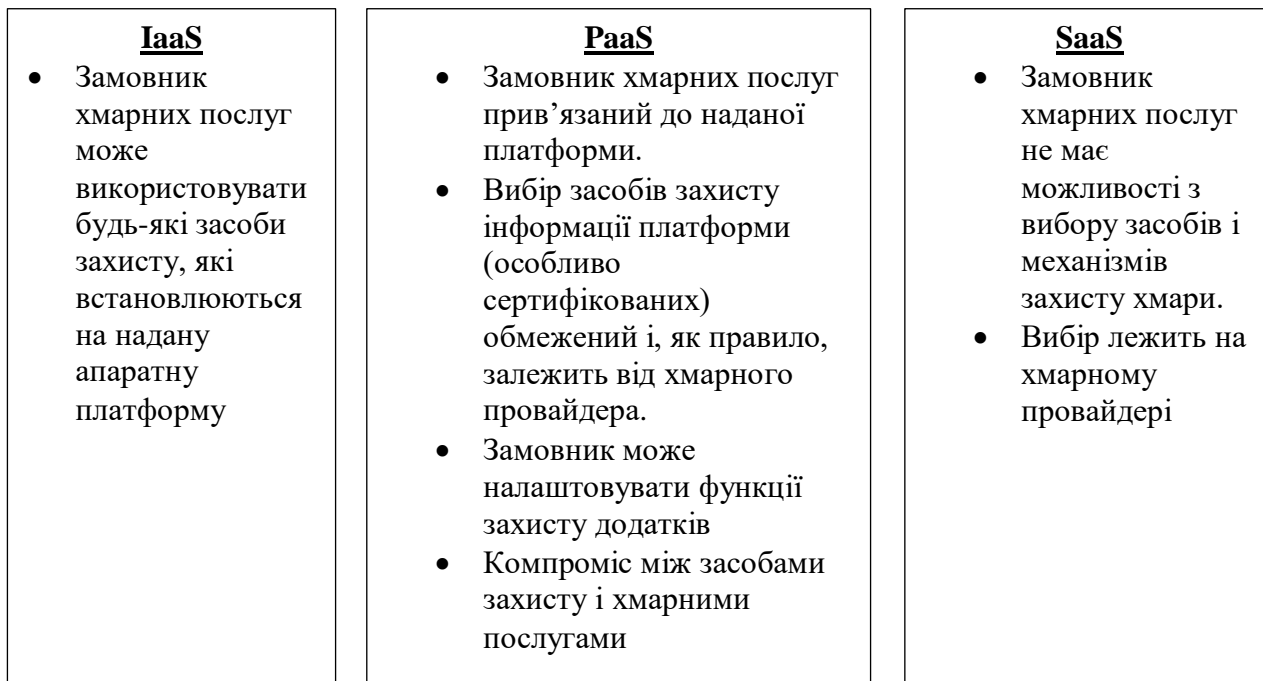 IaaS
• Замовник
хмарних послуг
може
використовувати
будь-які засоби
захисту, які
встановлюються
на надану
апаратну
платформу
PaaS
• Замовник хмарних послуг
прив’язаний до наданої
платформи.
• Вибір засобів захисту
інформації платформи
(особливо
сертифікованих)
обмежений і, як правило,
залежить від хмарного
провайдера.
• Замовник може
налаштовувати функції
захисту додатків
• Компроміс між засобами
захисту і хмарними
послугами
SaaS
• Замовник
хмарних послуг
не має
можливості з
вибору засобів і
механізмів
захисту хмари.
• Вибір лежить на
хмарному
провайдері